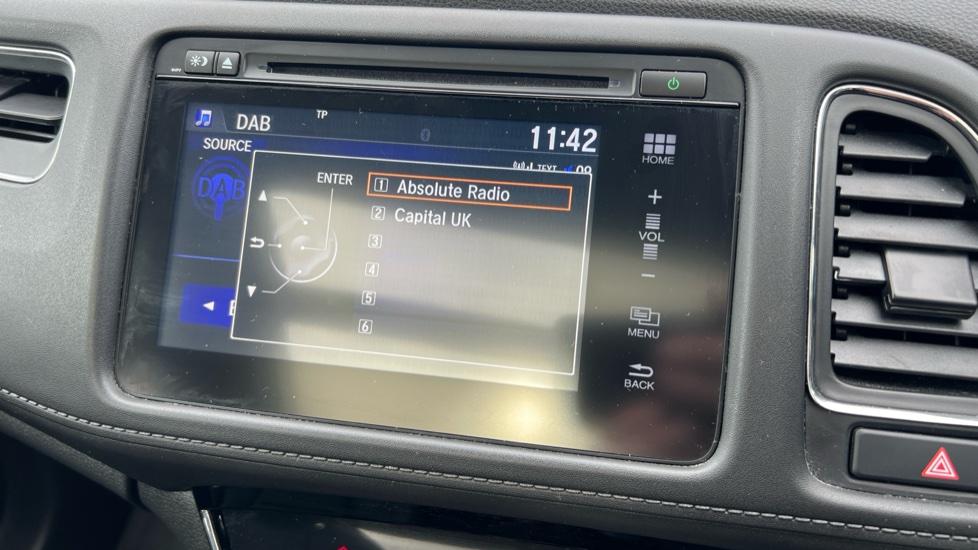 DAB
TP
11:42
SOURCE
TEXT
DAB
ENTER
1 Absolute Radio
2 Capital UK
3
4
5
6
HOME
+
VOL
−
MENU
BACK